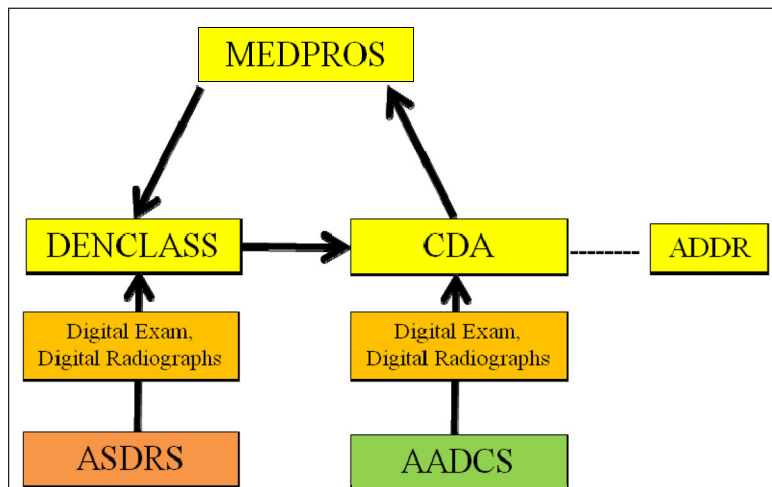 MEDPROS
DENCLASS
CDA
ADDR
Digital Exam,
Digital Radiographs
Digital Exam,
Digital Radiographs
ASDRS
AADCS